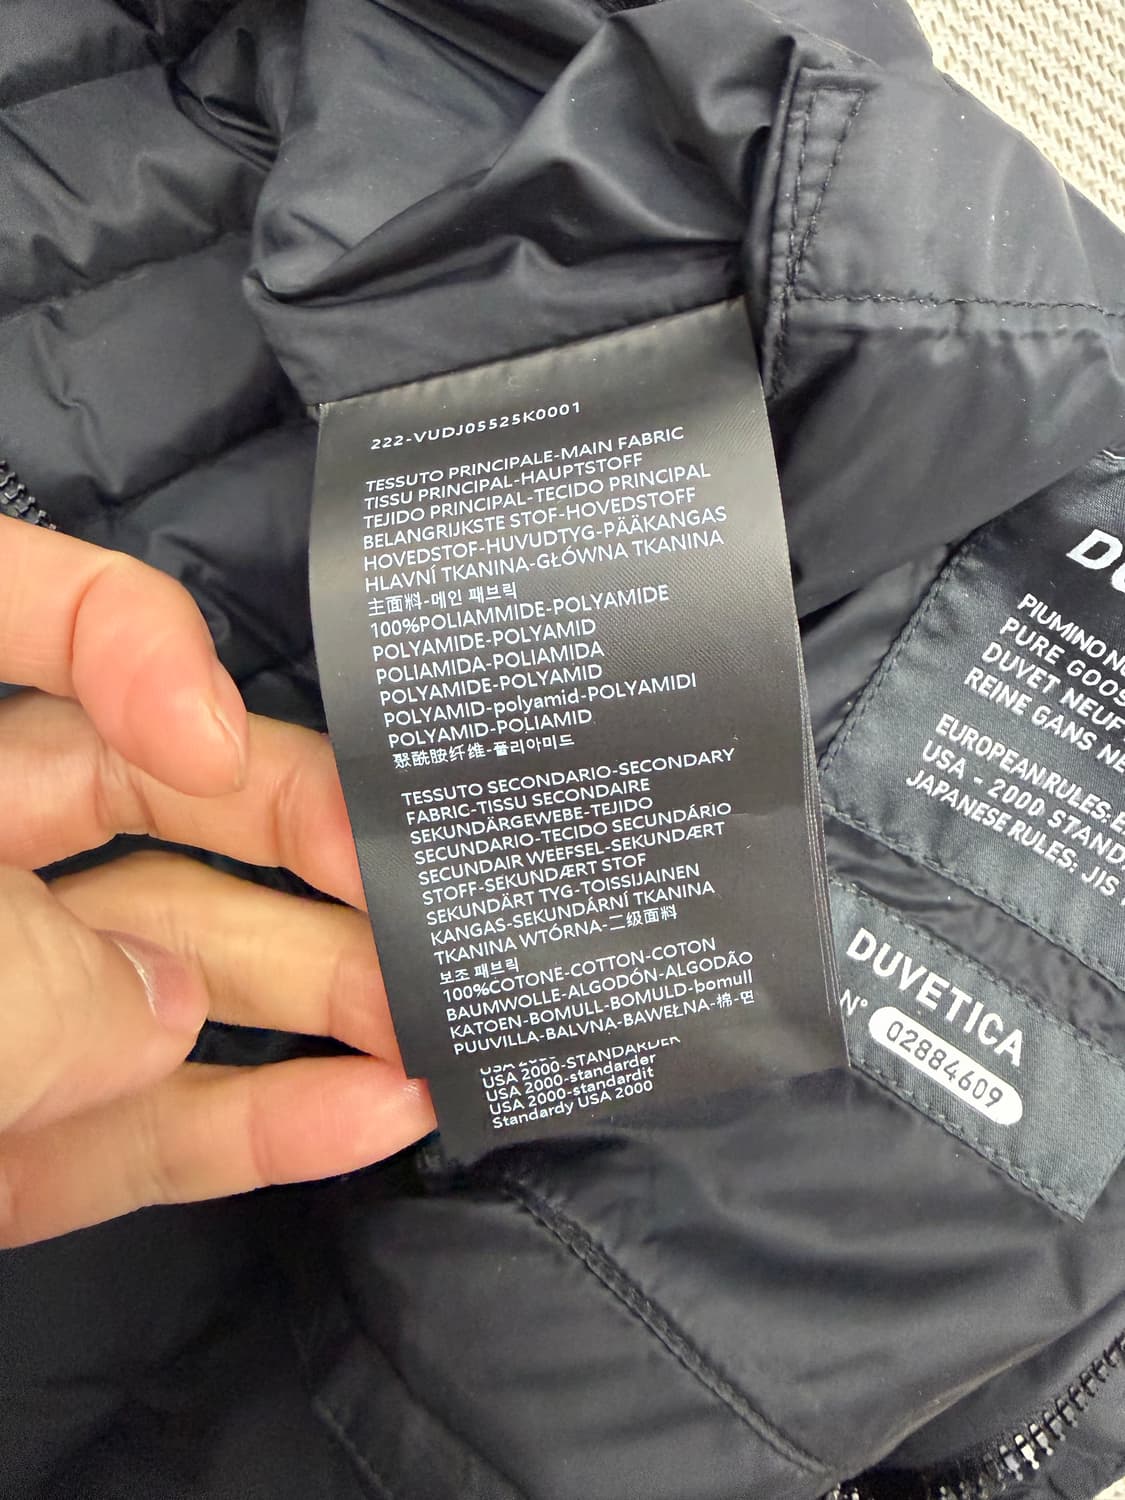 222-VUDJ05525K0001
TESSUTO PRINCIPALE-MAIN FABRIC
TISSU PRINCIPAL-HAUPTSTOFF
TEJIDO PRINCIPAL-TECIDO PRINCIPAL
BELANGRIJKSTE STOF-HOVEDSTOFF
HOVEDSTOF-HUVUDTYG-PÄÄKANGAS
HLAVNÍ TKANINA-GŁÓWNA TKANINA
主面料-메인 패브릭
100%POLIAMMIDE-POLYAMIDE
POLYAMIDE-POLYAMID
POLIAMIDA-POLIAMIDA
POLYAMIDE-POLYAMID
POLYAMID-polyamid-POLYAMIDI
POLYAMID-POLIAMID
聚酰胺纤维-폴리아미드
TESSUTO SECONDARIO-SECONDARY
FABRIC-TISSU SECONDAIRE
SEKUNDÄRGEWEBE-TEJIDO
SECUNDARIO-TECIDO SECUNDÁRIO
SECUNDAIR WEEFSEL-SEKUNDÆRT
STOFF-SEKUNDÆRT STOF
SEKUNDÄRT TYG-TOISSIJAINEN
KANGAS-SEKUNDÁRNÍ TKANINA
TKANINA WTÓRNA-二级面料
보조 패브릭
100%COTONE-COTTON-COTON
BAUMWOLLE-ALGODÓN-ALGODÃO
KATOEN-BOMULL-BOMULD-bomull
PUUVILLA-BALVNA-BAWEŁNA-棉-면
USA 2000-STANDARDER
USA 2000-standarder
USA 2000-standardit
Standardy USA 2000
PIUMINO
PURE
DUVET NEUF
REINE GANS
EUROPEAN RULES:
USA - 2000
JAPANESE RULES: JIS
DUVETICA
N° 02884609